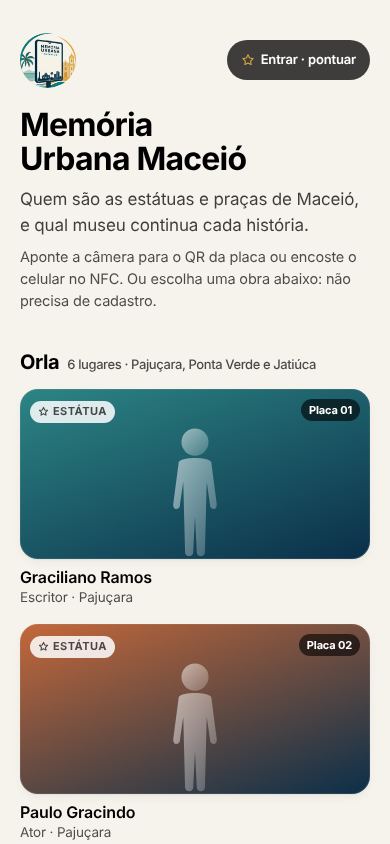 MEMÓRIA
URBANA
Entrar · pontuar
Memória
Urbana Maceió
Quem são as estátuas e praças de Maceió,
e qual museu continua cada história.
Aponte a câmera para o QR da placa ou encoste o
celular no NFC. Ou escolha uma obra abaixo: não
precisa de cadastro.
Orla 6 lugares · Pajuçara, Ponta Verde e Jatiúca
ESTÁTUA
Placa 01
Graciliano Ramos
Escritor · Pajuçara
ESTÁTUA
Placa 02
Paulo Gracindo
Ator · Pajuçara